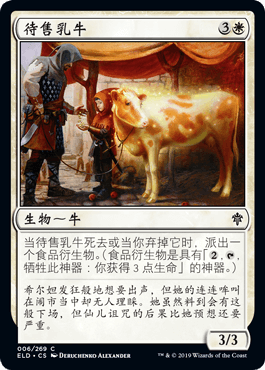 待售乳牛 3
生物～牛
当待售乳牛死去或当你弃掉它时，派出一
个食品衍生物。（食品衍生物是具有「2，，
牺牲此神器：你获得3点生命」的神器。）
希尔妲发狂般地想要出声，但她的连连哞叫
在闹市当中却无人理睬。她虽然料到会有这
般下场，但仙儿诅咒的后果比她预想还要
严重。
3/3
006/269 C
ELD • CS DERUCHENKO ALEXANDER
™ & © 2019 Wizards of the Coast